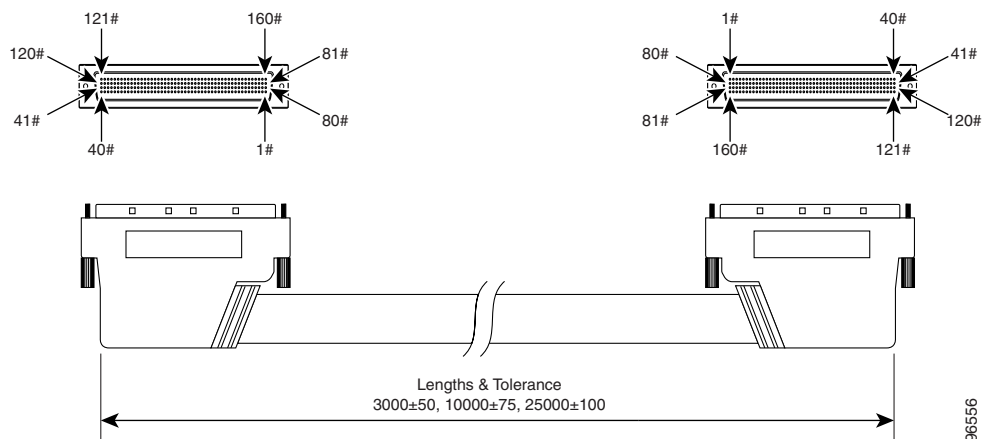 121# 160# 1# 40#
120# 81# 80# 41#
41# 80# 81# 120#
40# 1# 160# 121#
Lengths & Tolerance
3000±50, 10000±75, 25000±100